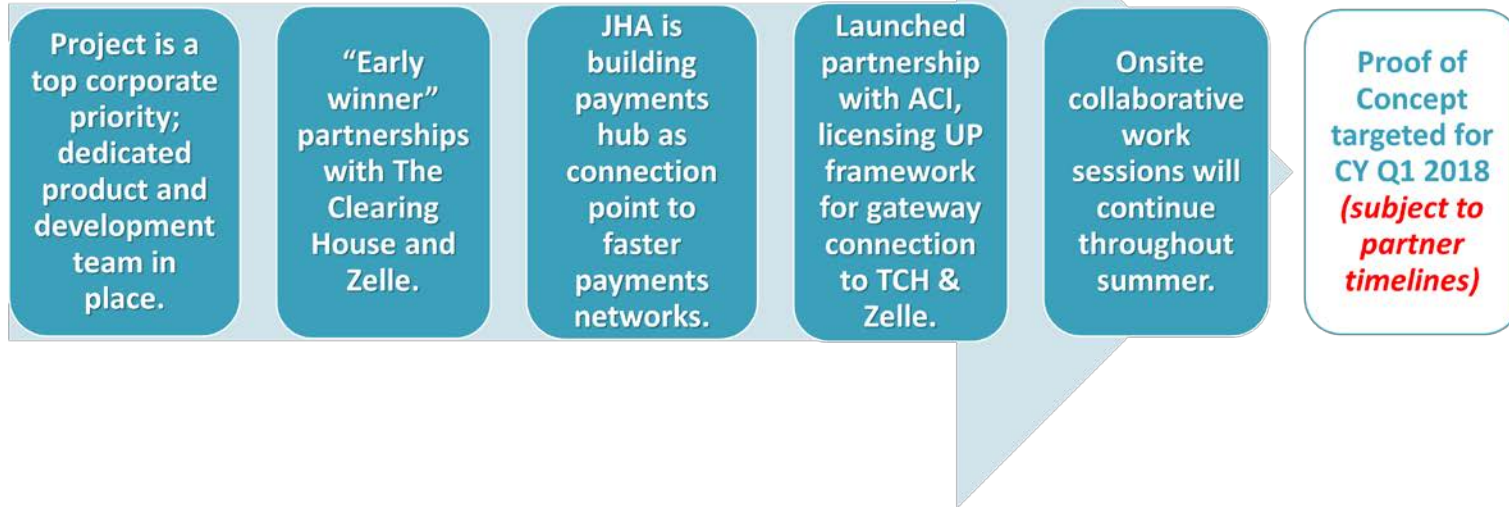 Project is a
top corporate
priority;
dedicated
product and
development
team in
place.
“Early
winner”
partnerships
with The
Clearing
House and
Zelle.
JHA is
building
payments
hub as
connection
point to
faster
payments
networks.
Launched
partnership
with ACI,
licensing UP
framework
for gateway
connection
to TCH &
Zelle.
Onsite
collaborative
work
sessions will
continue
throughout
summer.
Proof of
Concept
targeted for
CY Q1 2018
(subject to
partner
timelines)